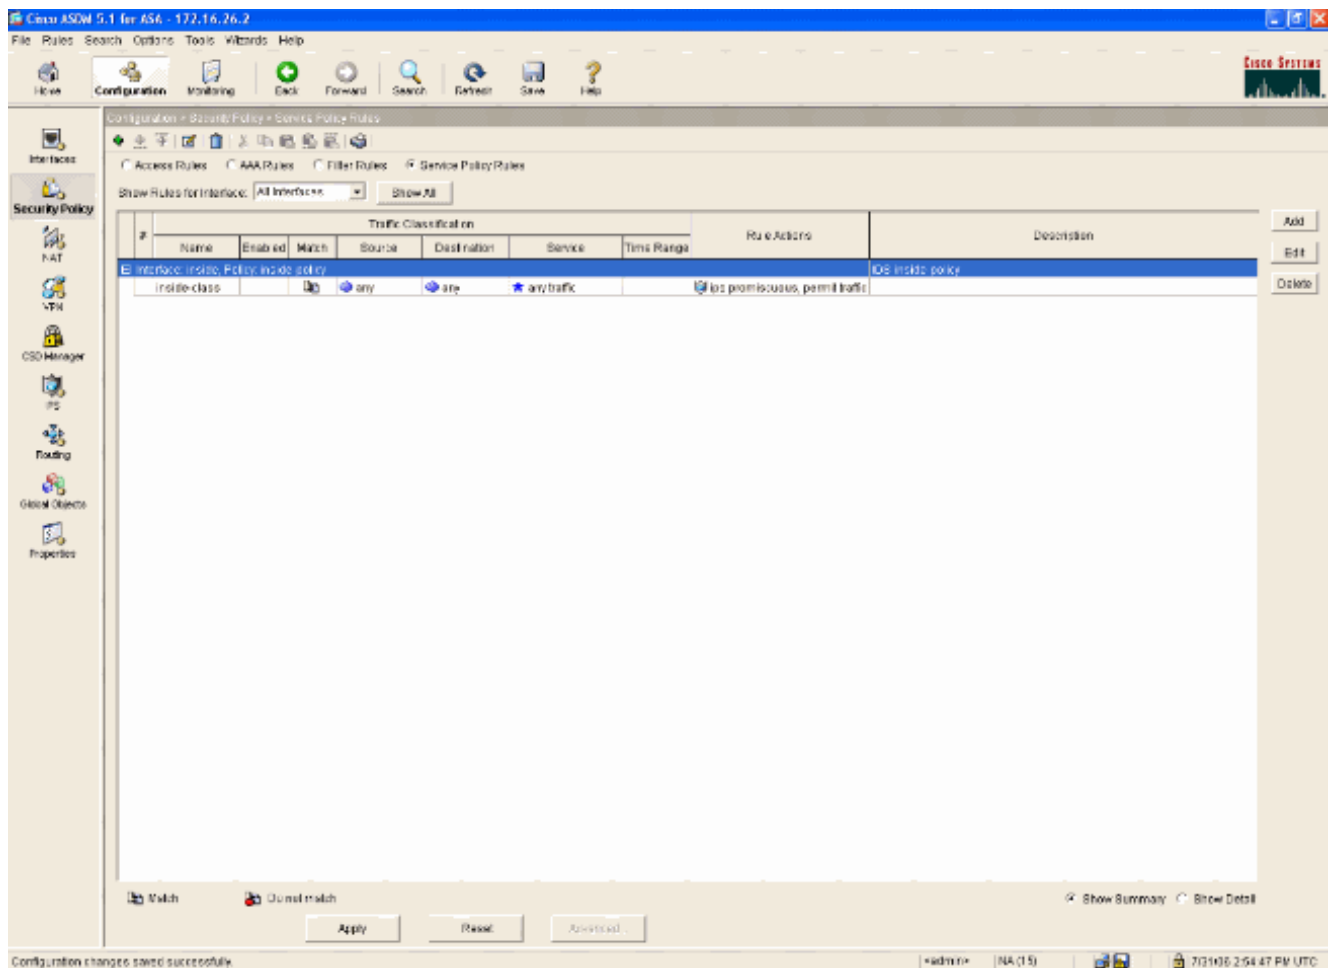 Cisco ASDM 5.1 for ASA - 172.16.26.2
File Rules Search Options Tools Wizards Help
Home Configuration Monitoring Back Forward Search Refresh Save Help
CISCO SYSTEMS
Configuration > Security Policy > Service Policy Rules
Interfaces
Security Policy
NAT
VPN
CSD Manager
IPS
Routing
Global Objects
Properties
Access Rules AAA Rules Filter Rules Service Policy Rules
Show Rules for Interface: All Interfaces Show All
# Traffic Classification Rule Actions Description
Name Enabled Match Source Destination Service Time Range
Interface: inside, Policy: inside-policy IDS-inside-policy
inside-class any any any traffic ips promiscuous, permit traffic
Add
Edit
Delete
Match Do not match Show Summary Show Detail
Apply Reset Advanced...
Configuration changes saved successfully. <admin> NA (15) 7/31/06 2:54:47 PM UTC